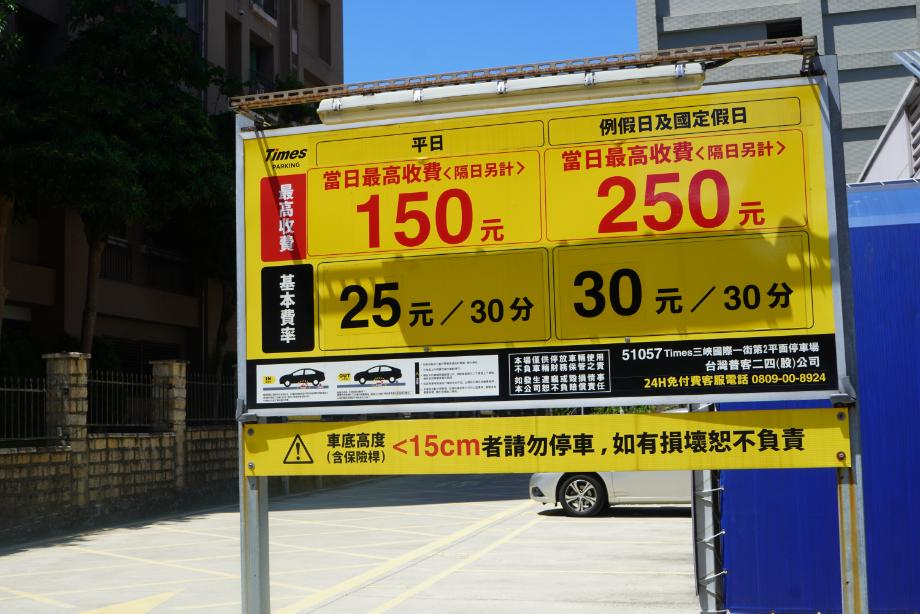 Times
PARKING
平日
例假日及國定假日
最高收費
當日最高收費<隔日另計>
150元
當日最高收費<隔日另計>
250元
基本費率
25元／30分
30元／30分
IN
OUT
本場僅供停放車輛使用
不負車輛財務保管之責
如發生遭竊或毀損情事
本公司恕不負賠償責任
51057 Times三峽國際一街第2平面停車場
台灣普客二四(股)公司
24H免付費客服電話 0809-00-8924
車底高度
(含保險桿)
<15cm者請勿停車，如有損壞恕不負責